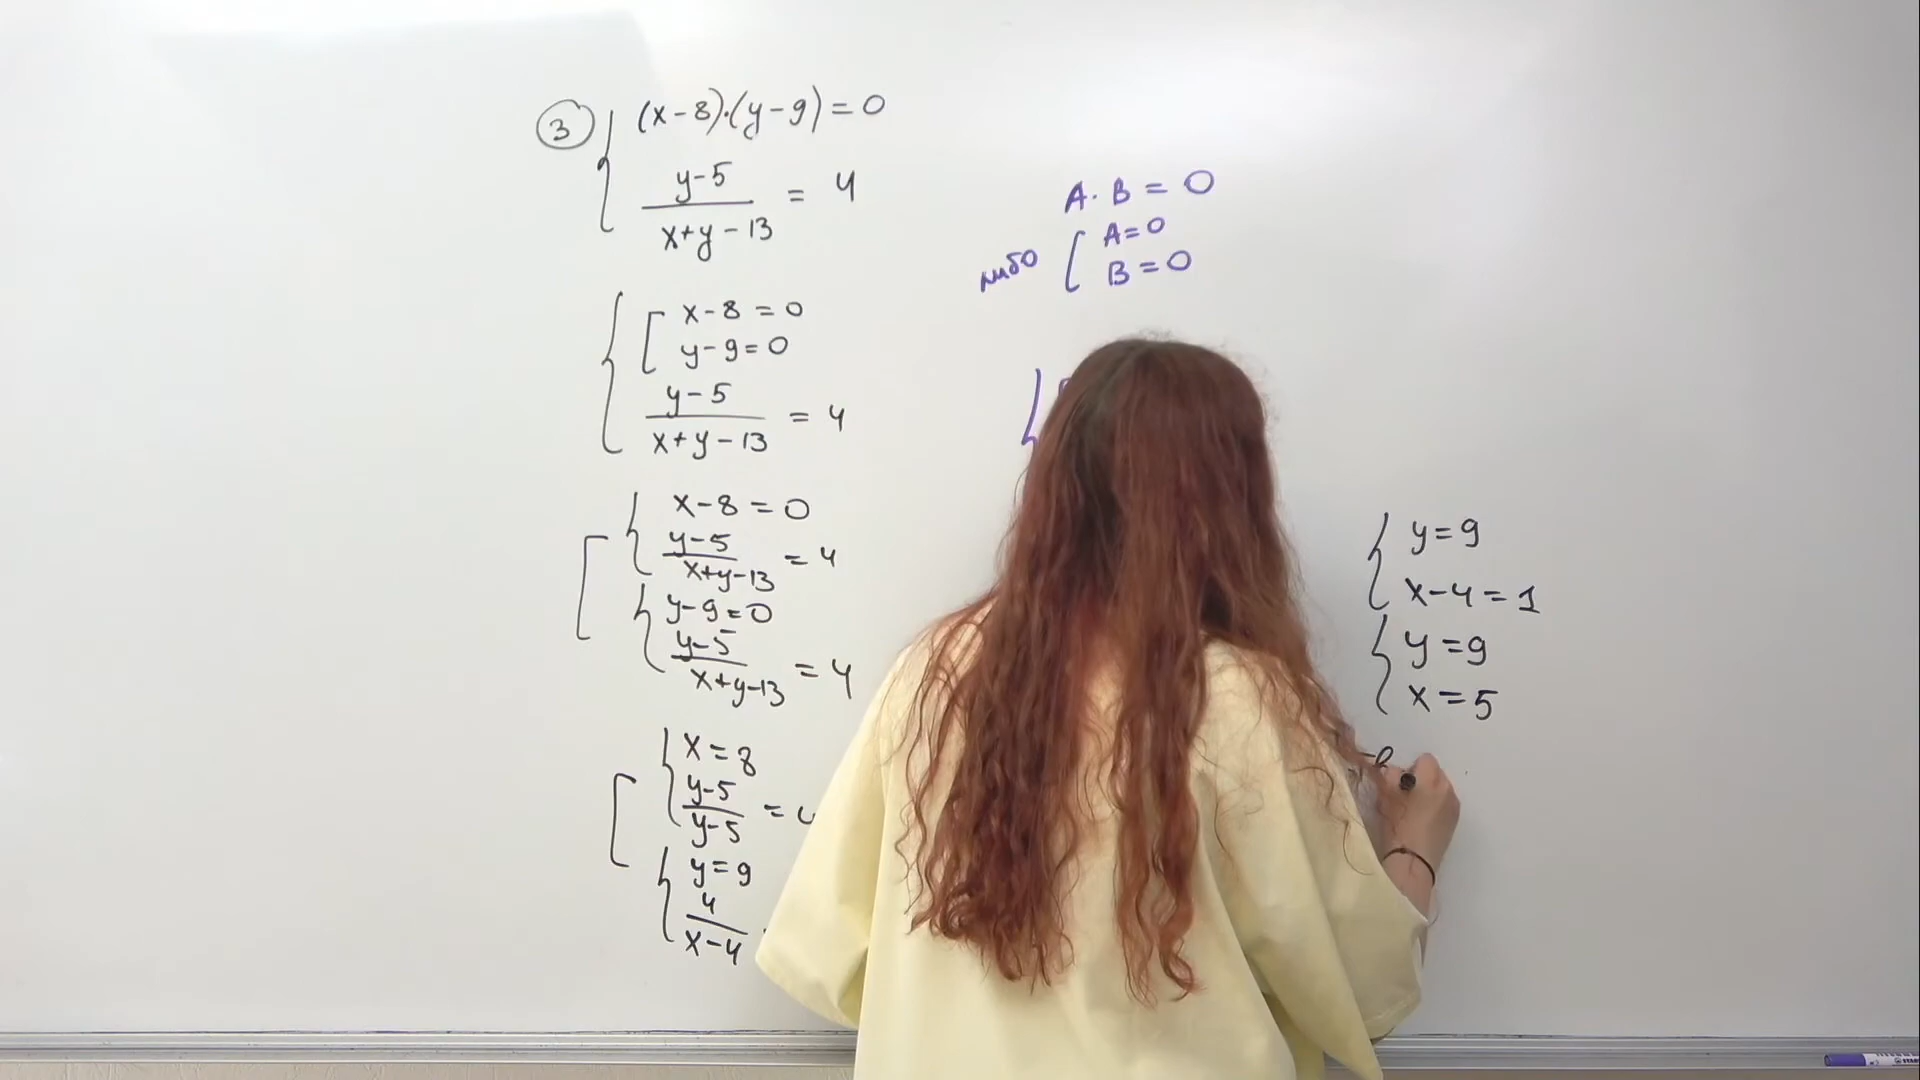 3 (x-8)·(y-9)=0
y-5
x+y-13 = 4
A·B=0
либо A=0
B=0
x-8=0
y-9=0
y-5
x+y-13 = 4
x-8=0
y-5
x+y-13 = 4
y-9=0
y-5
x+y-13 = 4
x=8
y-5
y-5 =
y=9
4
x-4
y=9
x-4=1
y=9
x=5